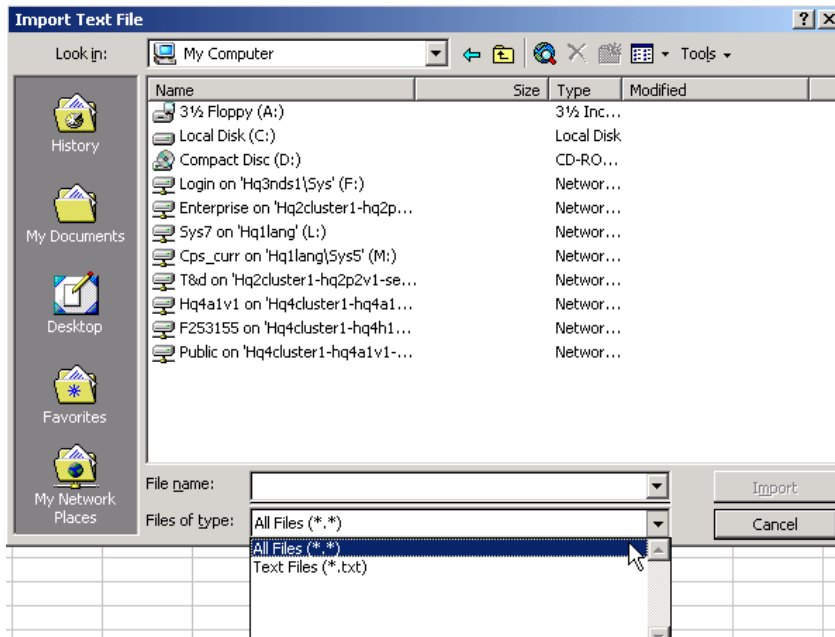 Import Text File
Look in: My Computer Tools
Name Size Type Modified
3½ Floppy (A:) 3½ Inc...
Local Disk (C:) Local Disk
Compact Disc (D:) CD-RO...
Login on 'Hq3nds1\Sys' (F:) Networ...
Enterprise on 'Hq2cluster1-hq2p... Networ...
Sys7 on 'Hq1lang' (L:) Networ...
Cps_curr on 'Hq1lang\Sys5' (M:) Networ...
T&d on 'Hq2cluster1-hq2p2v1-se... Networ...
Hq4a1v1 on 'Hq4cluster1-hq4a1... Networ...
F253155 on 'Hq4cluster1-hq4h1... Networ...
Public on 'Hq4cluster1-hq4a1v1-... Networ...
History
My Documents
Desktop
Favorites
My Network
Places
File name: Import
Files of type: All Files (*.*) Cancel
All Files (*.*)
Text Files (*.txt)